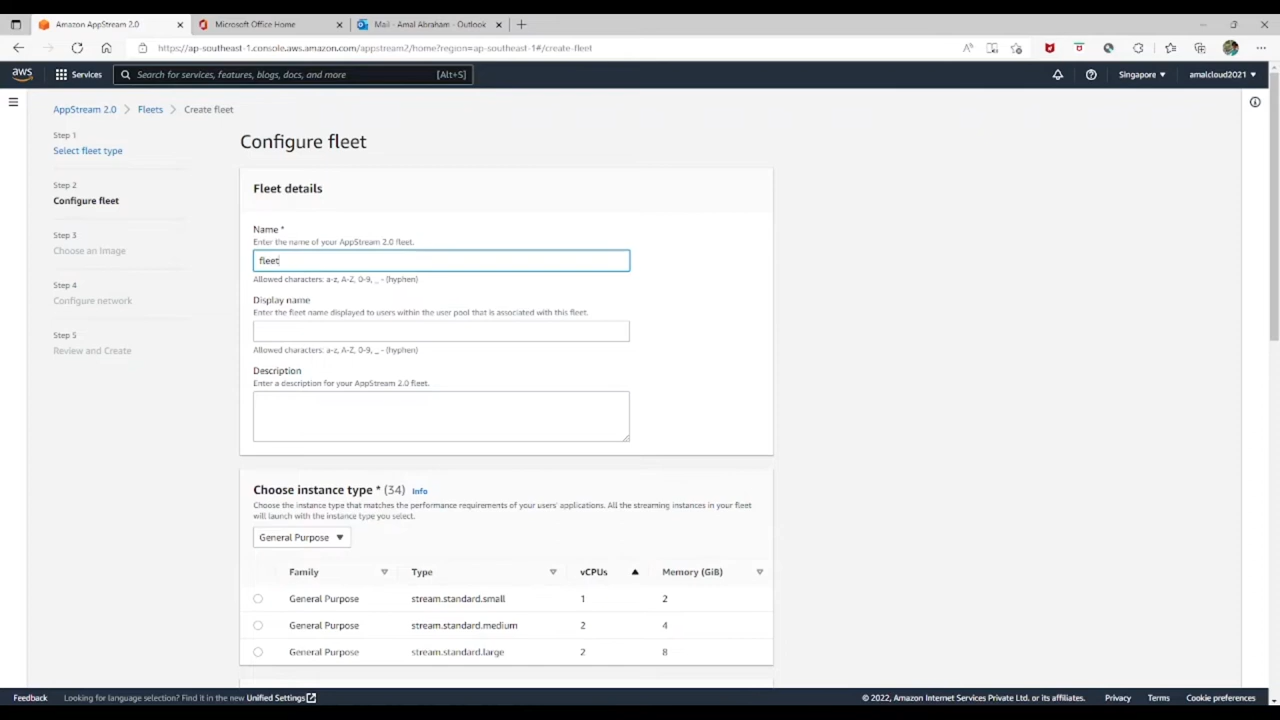 Amazon AppStream 2.0
Microsoft Office Home
Mail - Amal Abraham - Outlook
https://ap-southeast-1.console.aws.amazon.com/appstream2/home?region=ap-southeast-1#/create-fleet
aws
Services
Search for services, features, blogs, docs, and more
[Alt+S]
Singapore
amalcloud2021
AppStream 2.0
Fleets
Create fleet
Step 1
Select fleet type
Step 2
Configure fleet
Step 3
Choose an Image
Step 4
Configure network
Step 5
Review and Create
Configure fleet
Fleet details
Name *
Enter the name of your AppStream 2.0 fleet.
fleet
Allowed characters: a-z, A-Z, 0-9, _ - (hyphen)
Display name
Enter the fleet name displayed to users within the user pool that is associated with this fleet.
Allowed characters: a-z, A-Z, 0-9, _ - (hyphen)
Description
Enter a description for your AppStream 2.0 fleet.
Choose instance type * (34) Info
Choose the instance type that matches the performance requirements of your users' applications. All the streaming instances in your fleet
will launch with the instance type you select.
General Purpose
Family Type vCPUs Memory (GiB)
General Purpose stream.standard.small 1 2
General Purpose stream.standard.medium 2 4
General Purpose stream.standard.large 2 8
Feedback Looking for language selection? Find it in the new Unified Settings
© 2022, Amazon Internet Services Private Ltd. or its affiliates. Privacy Terms Cookie preferences